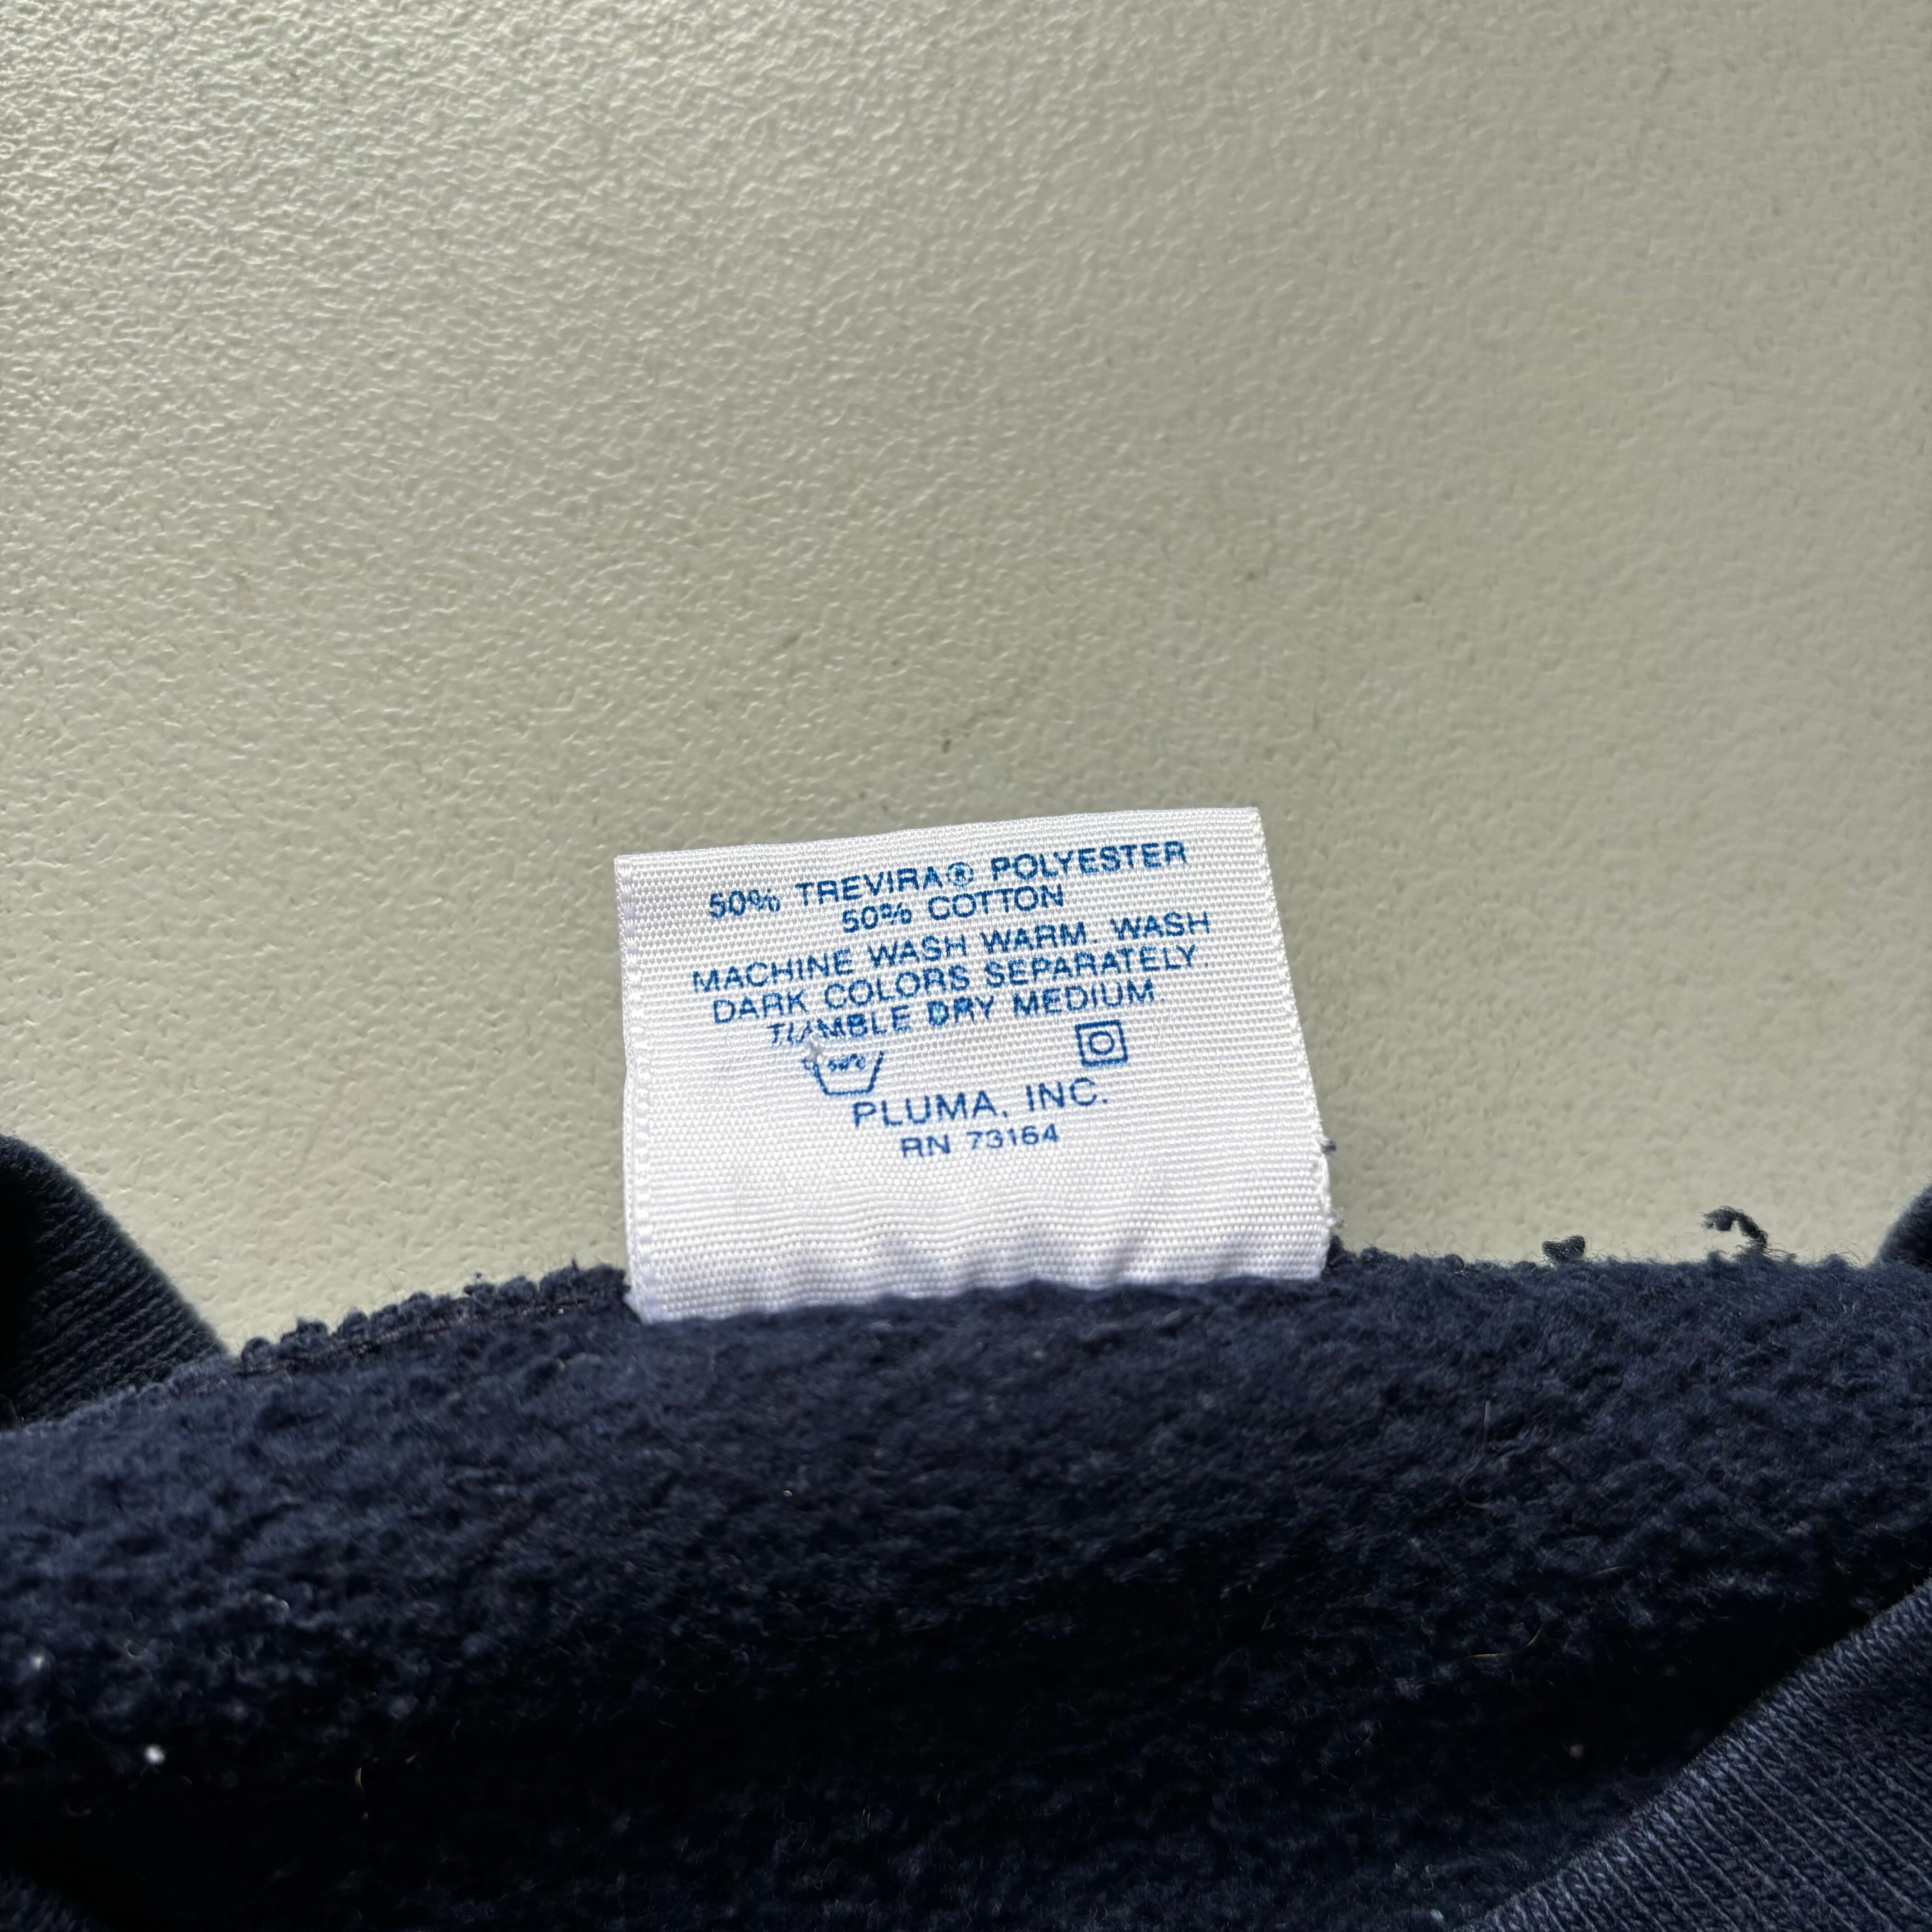 50% TREVIRA® POLYESTER
50% COTTON
MACHINE WASH WARM. WASH
DARK COLORS SEPARATELY.
TUMBLE DRY MEDIUM.
50°C
PLUMA, INC.
RN 73164